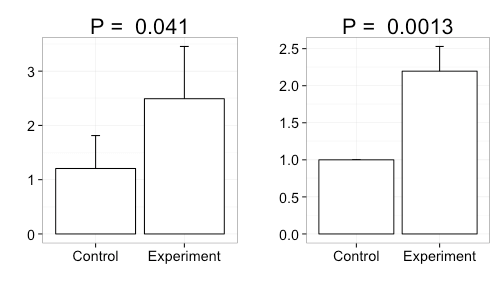 P = 0.041
3
2
1
0
Control Experiment
P = 0.0013
2.5
2.0
1.5
1.0
0.5
0.0
Control Experiment